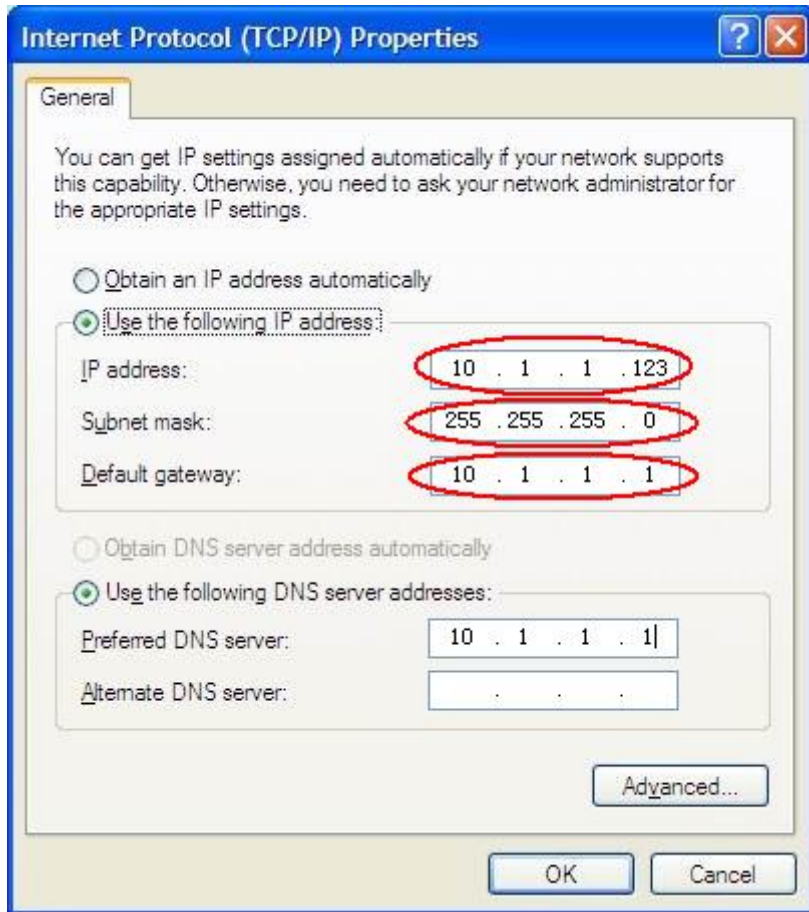 Internet Protocol (TCP/IP) Properties
General
You can get IP settings assigned automatically if your network supports
this capability. Otherwise, you need to ask your network administrator for
the appropriate IP settings.
Obtain an IP address automatically
Use the following IP address:
IP address: 10 . 1 . 1 . 123
Subnet mask: 255 . 255 . 255 . 0
Default gateway: 10 . 1 . 1 . 1
Obtain DNS server address automatically
Use the following DNS server addresses:
Preferred DNS server: 10 . 1 . 1 . 1
Alternate DNS server: . . .
Advanced...
OK Cancel